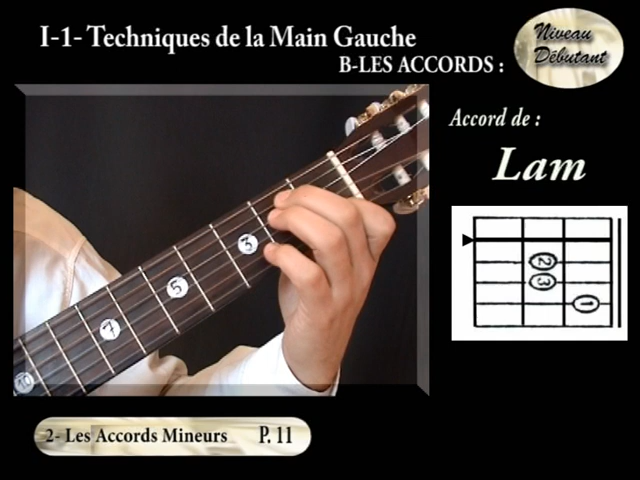 I-1- Techniques de la Main Gauche
B-LES ACCORDS :
Niveau
Débutant
Accord de :
Lam
3
5
7
10
2
3
1
2- Les Accords Mineurs P. 11